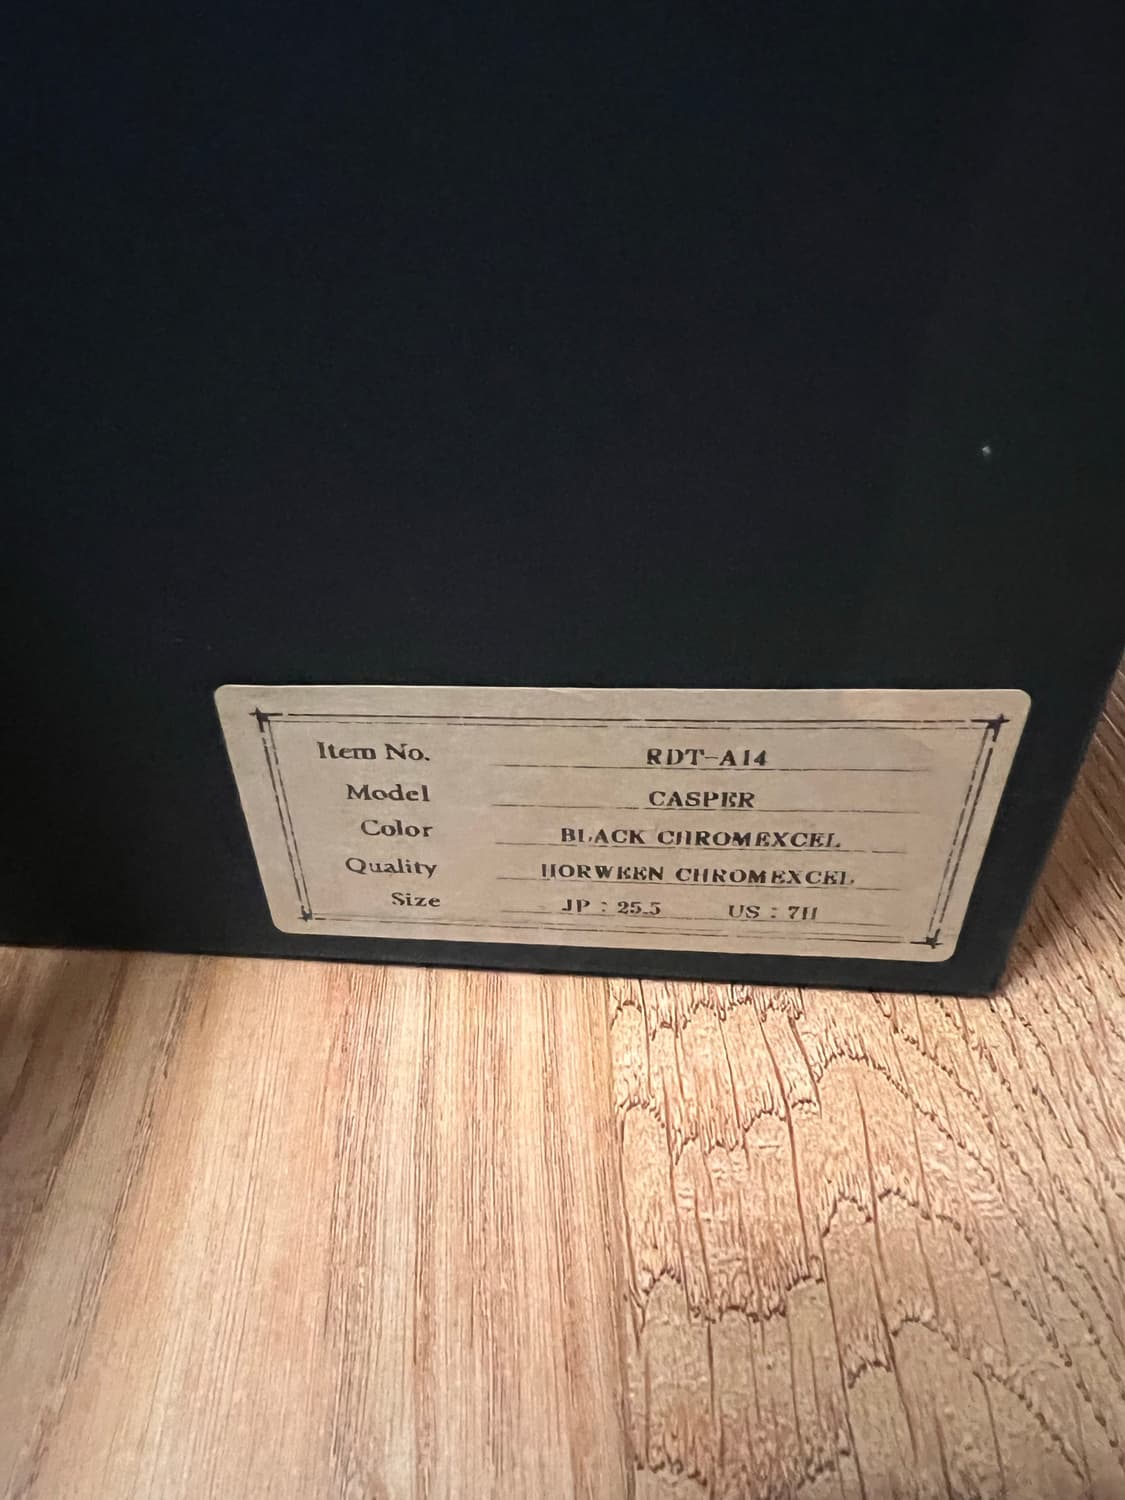 Item No. RDT-A14
Model CASPER
Color BLACK CHROMEXCEL
Quality HORWEEN CHROMEXCEL
Size JP : 25.5 US : 7H